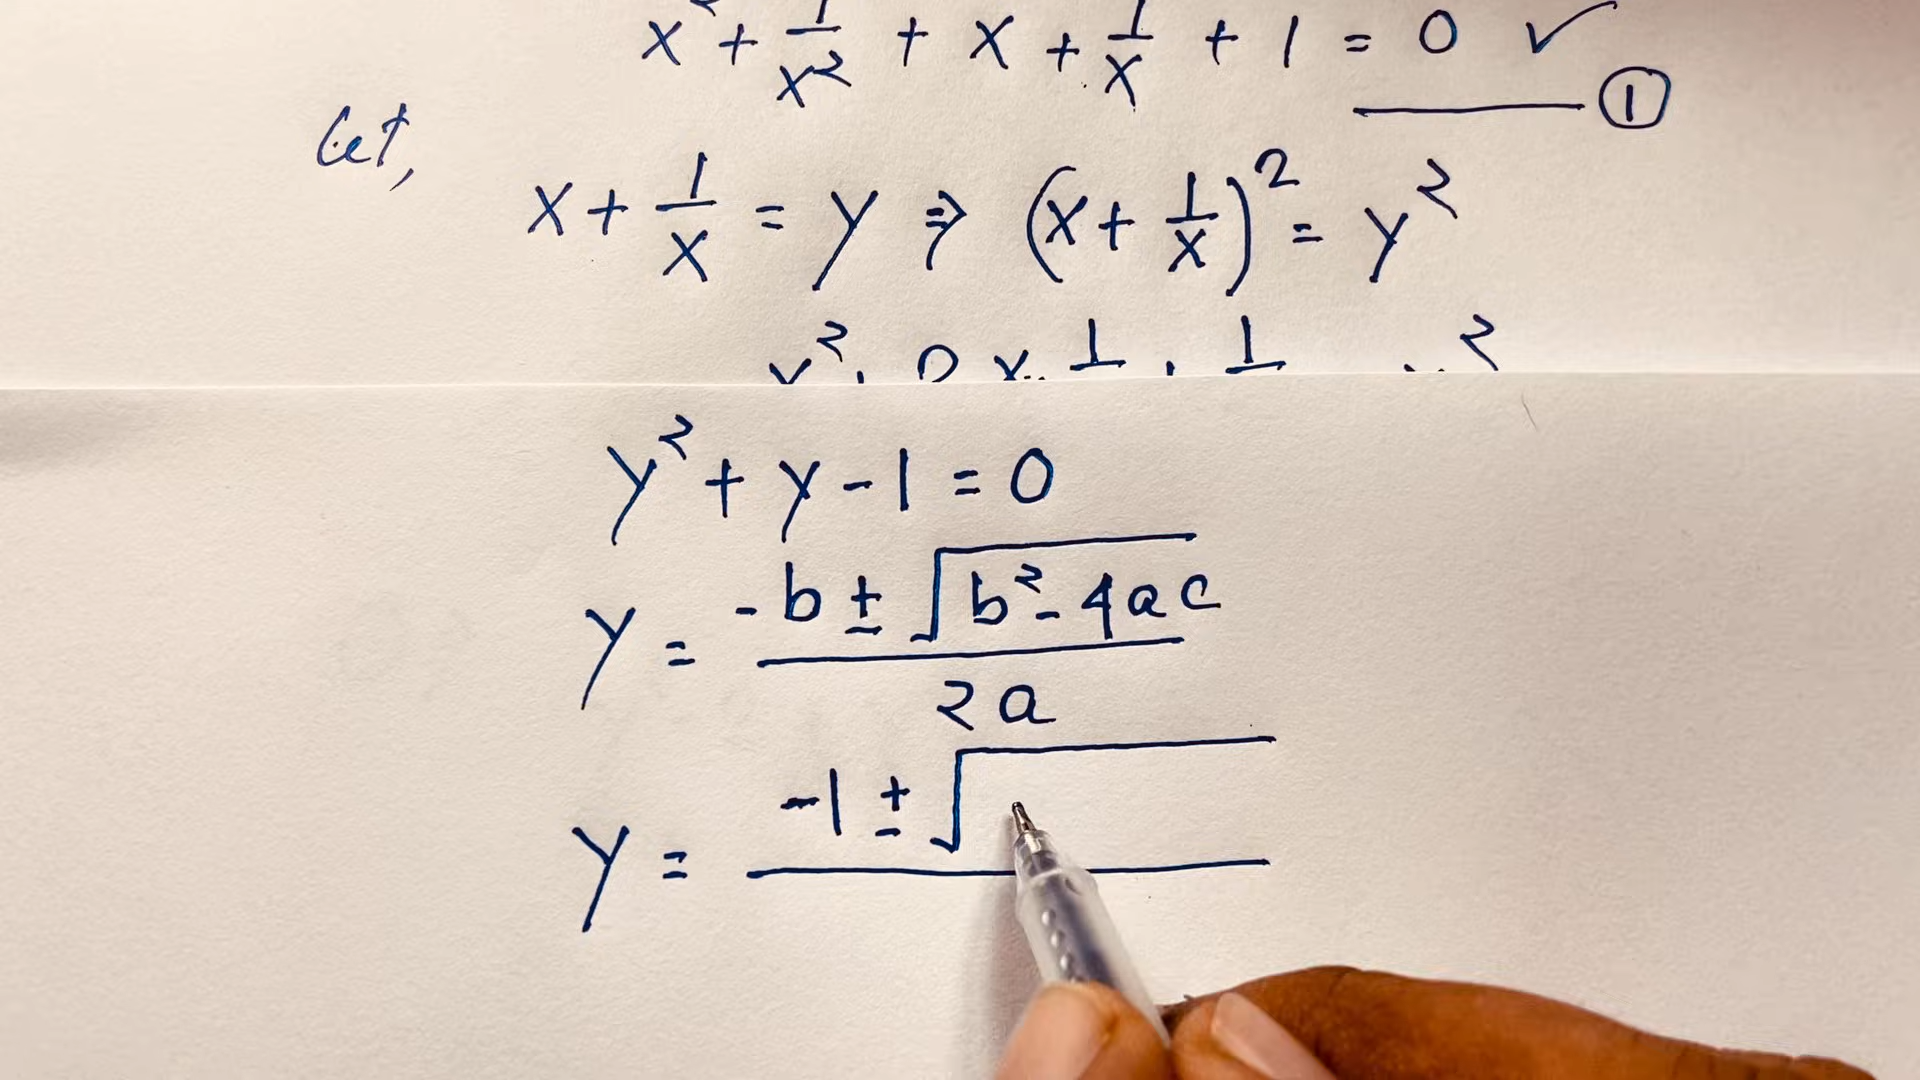 x² + 1/x² + x + 1/x + 1 = 0 ✓
①
Let,
x + 1/x = y ⇒ (x + 1/x)² = y²
y² + y - 1 = 0
y = (-b ± √(b² - 4ac))/(2a)
y = -1 ± √